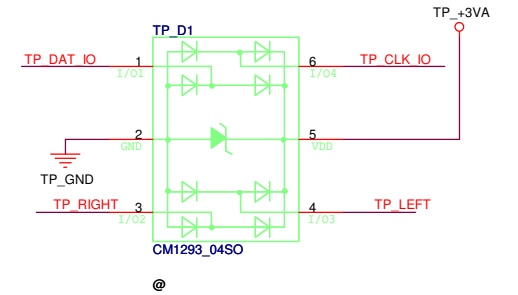 TP_+3VA
TP_D1
TP_DAT_IO
1
I/O1
6
I/O4
TP_CLK_IO
2
GND
5
VDD
TP_GND
TP_RIGHT
3
I/O2
4
I/O3
TP_LEFT
CM1293_04SO
@